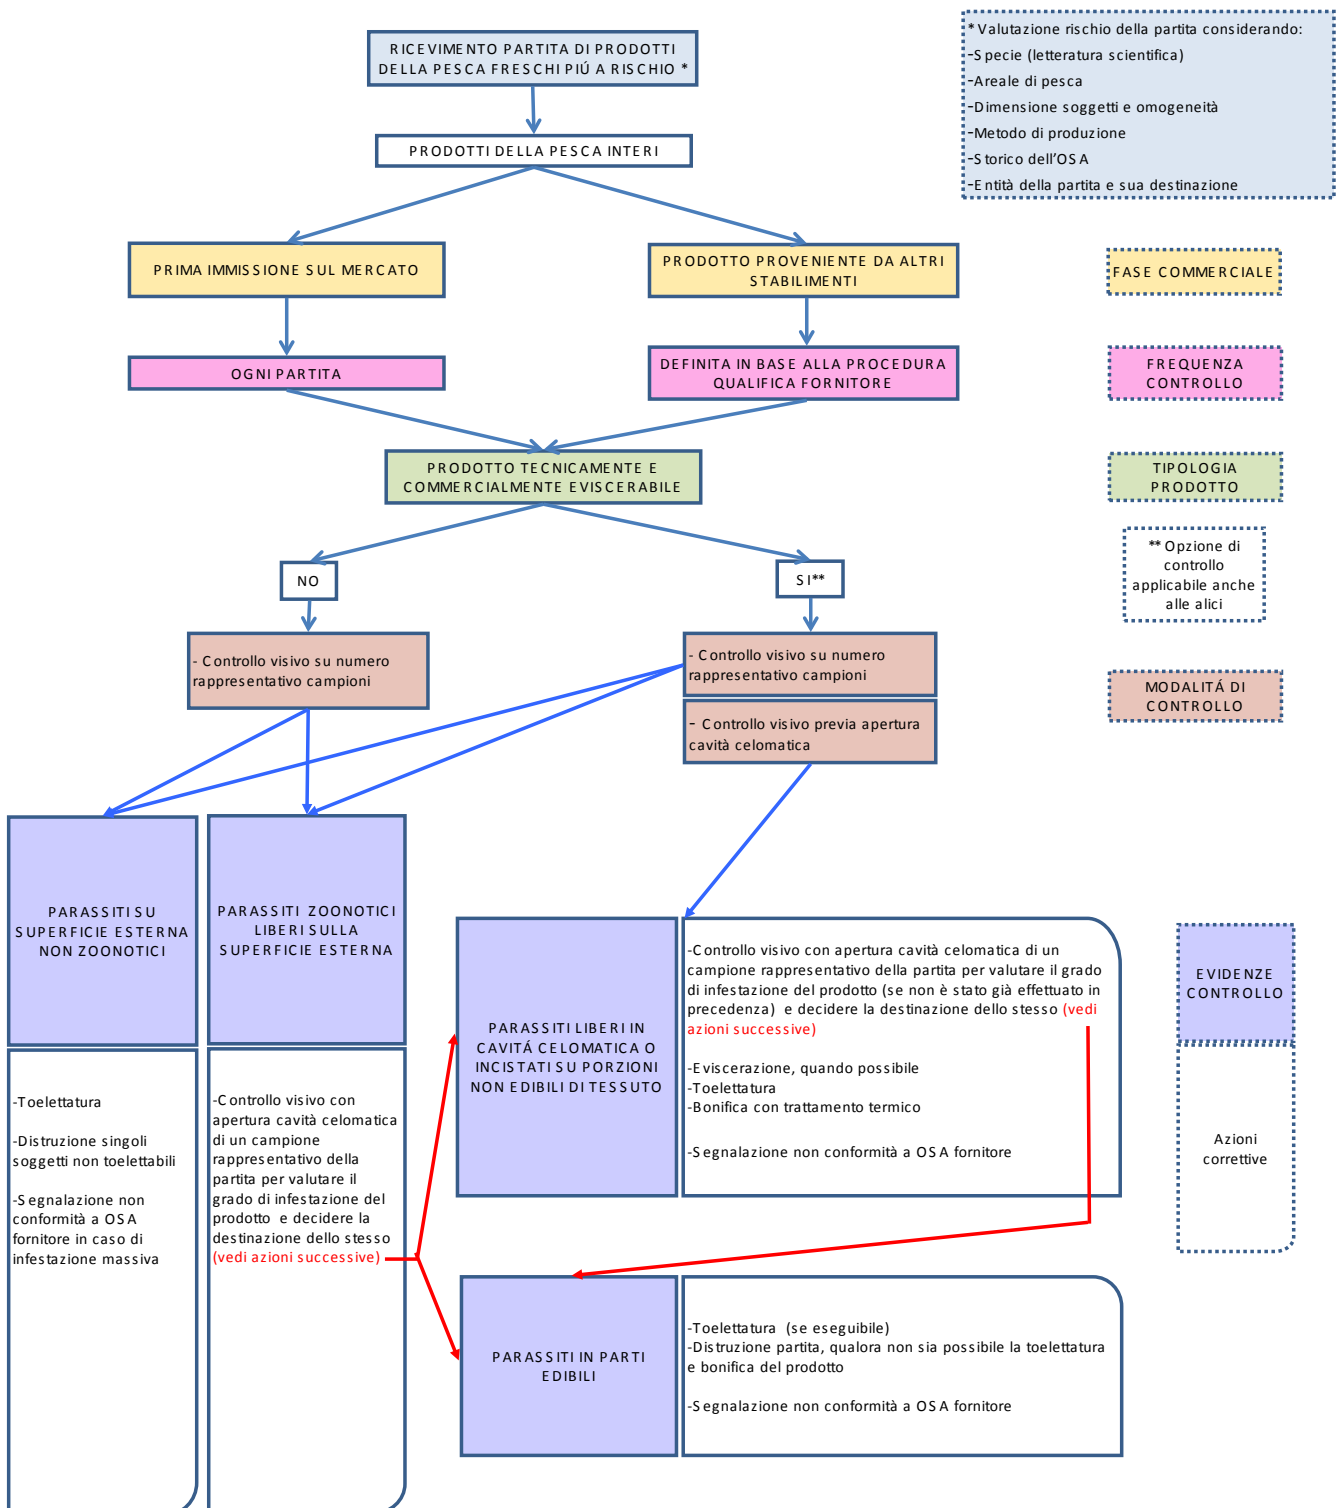 RICEVIMENTO PARTITA DI PRODOTTI
DELLA PESCA FRESCHI PIÚ A RISCHIO *
* Valutazione rischio della partita considerando:
-Specie (letteratura scientifica)
-Areale di pesca
-Dimensione soggetti e omogeneità
-Metodo di produzione
-Storico dell'OSA
-Entità della partita e sua destinazione
PRODOTTI DELLA PESCA INTERI
PRIMA IMMISSIONE SUL MERCATO
PRODOTTO PROVENIENTE DA ALTRI
STABILIMENTI
FASE COMMERCIALE
OGNI PARTITA
DEFINITA IN BASE ALLA PROCEDURA
QUALIFICA FORNITORE
FREQUENZA
CONTROLLO
PRODOTTO TECNICAMENTE E
COMMERCIALMENTE EVISCERABILE
TIPOLOGIA
PRODOTTO
NO
SI**
** Opzione di
controllo
applicabile anche
alle alici
- Controllo visivo su numero
rappresentativo campioni
- Controllo visivo su numero
rappresentativo campioni
- Controllo visivo previa apertura
cavità celomatica
MODALITÁ DI
CONTROLLO
PARASSITI SU
SUPERFICIE ESTERNA
NON ZOONOTICI
PARASSITI ZOONOTICI
LIBERI SULLA
SUPERFICIE ESTERNA
PARASSITI LIBERI IN
CAVITÁ CELOMATICA O
INCISTATI SU PORZIONI
NON EDIBILI DI TESSUTO
-Controllo visivo con apertura cavità celomatica di un
campione rappresentativo della partita per valutare il grado
di infestazione del prodotto (se non è stato già effettuato in
precedenza) e decidere la destinazione dello stesso (vedi
azioni successive)
-Eviscerazione, quando possibile
-Toelettatura
-Bonifica con trattamento termico
-Segnalazione non conformità a OSA fornitore
EVIDENZE
CONTROLLO
Azioni
correttive
-Toelettatura
-Distruzione singoli
soggetti non toelettabili
-Segnalazione non
conformità a OSA
fornitore in caso di
infestazione massiva
-Controllo visivo con
apertura cavità celomatica
di un campione
rappresentativo della
partita per valutare il
grado di infestazione del
prodotto e decidere la
destinazione dello stesso
(vedi azioni successive)
PARASSITI IN PARTI
EDIBILI
-Toelettatura (se eseguibile)
-Distruzione partita, qualora non sia possibile la toelettatura
e bonifica del prodotto
-Segnalazione non conformità a OSA fornitore